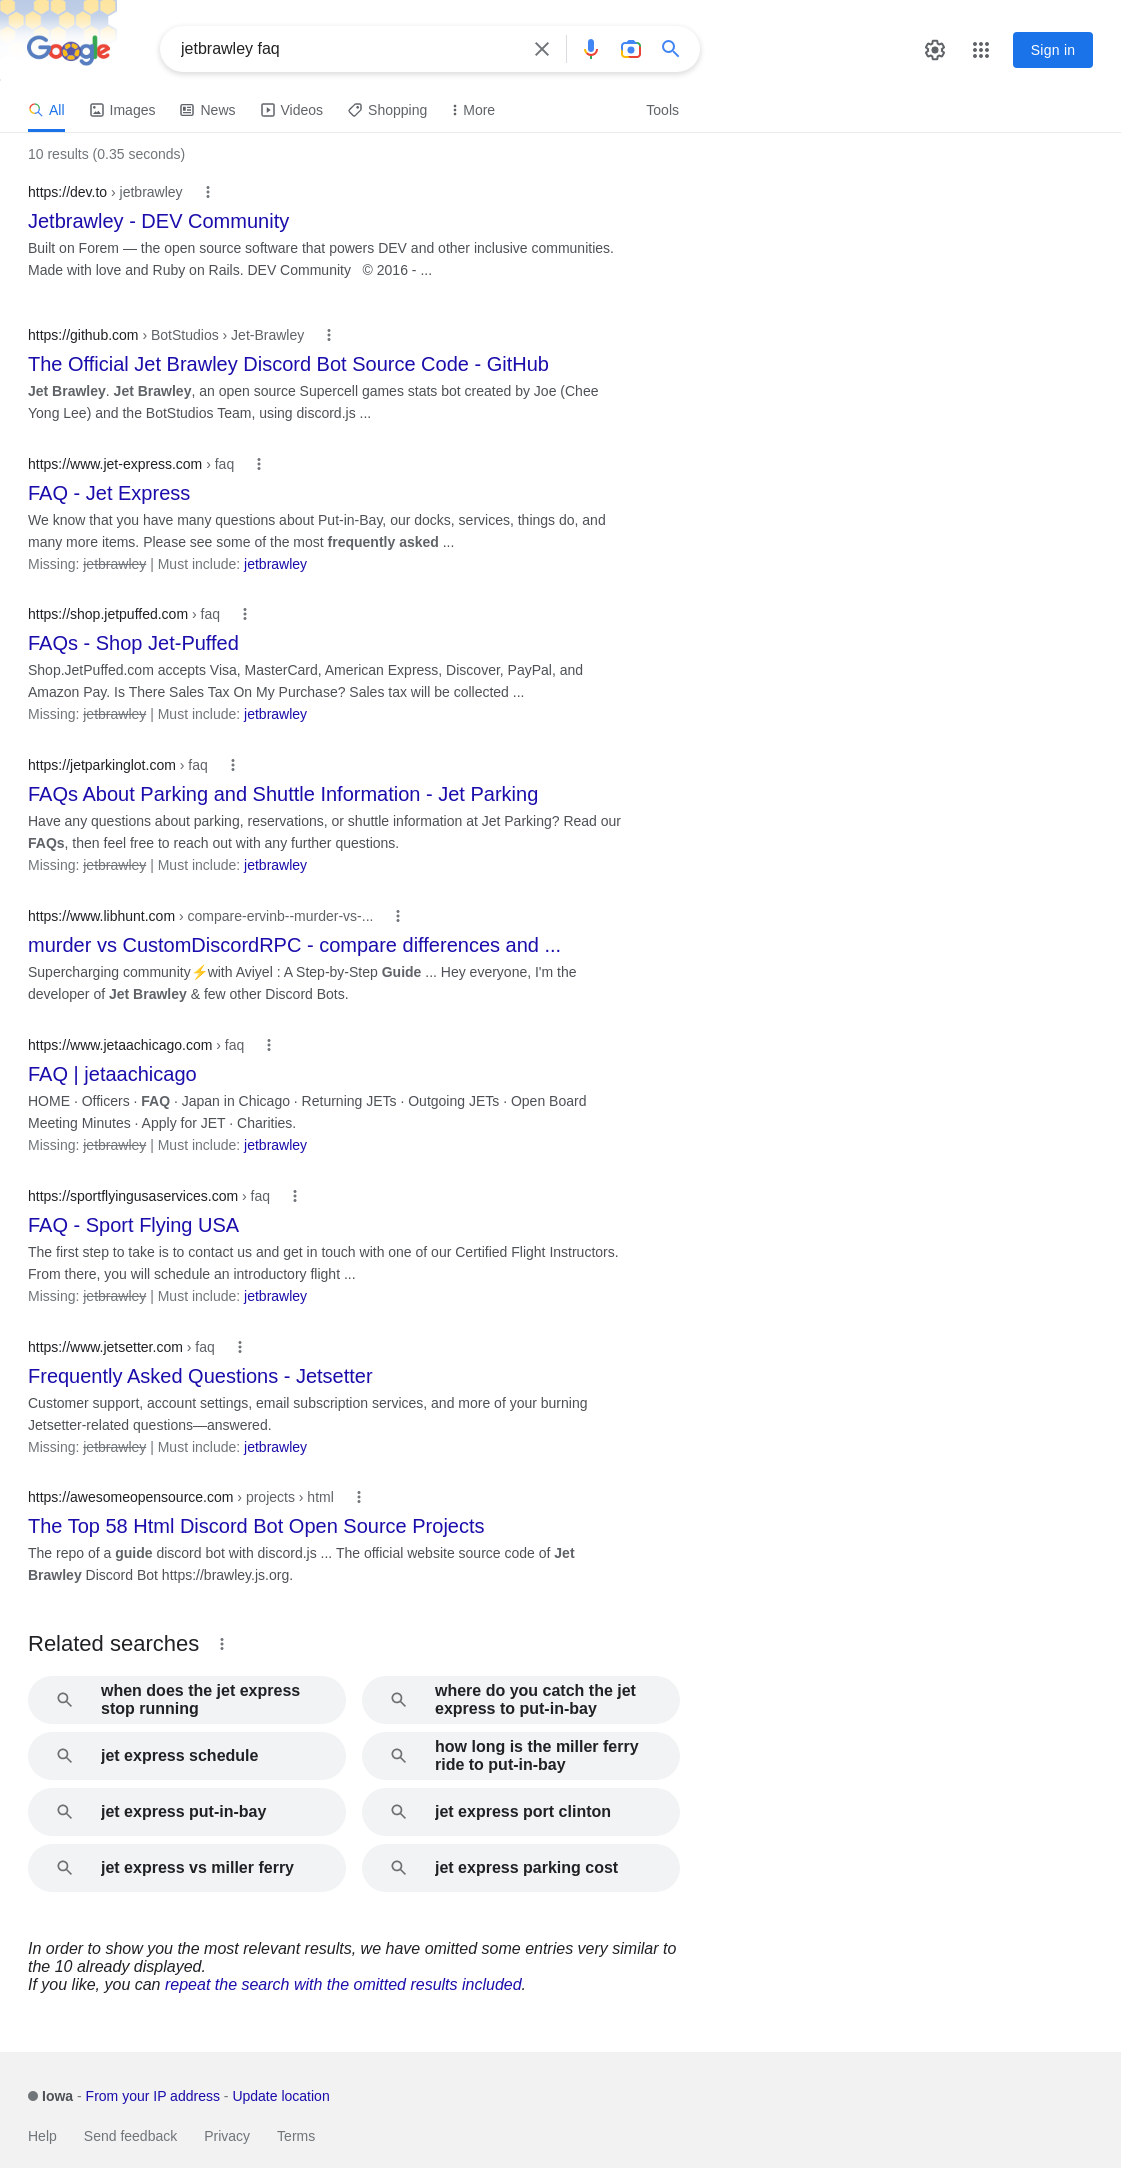 Google
jetbrawley faq
Sign in
All
Images
News
Videos
Shopping
More
Tools
10 results (0.35 seconds)
https://dev.to › jetbrawley
Jetbrawley - DEV Community
Built on Forem — the open source software that powers DEV and other inclusive communities.
Made with love and Ruby on Rails. DEV Community © 2016 - ...
https://github.com › BotStudios › Jet-Brawley
The Official Jet Brawley Discord Bot Source Code - GitHub
Jet Brawley. Jet Brawley, an open source Supercell games stats bot created by Joe (Chee
Yong Lee) and the BotStudios Team, using discord.js ...
https://www.jet-express.com › faq
FAQ - Jet Express
We know that you have many questions about Put-in-Bay, our docks, services, things do, and
many more items. Please see some of the most frequently asked ...
Missing: jetbrawley | Must include: jetbrawley
https://shop.jetpuffed.com › faq
FAQs - Shop Jet-Puffed
Shop.JetPuffed.com accepts Visa, MasterCard, American Express, Discover, PayPal, and
Amazon Pay. Is There Sales Tax On My Purchase? Sales tax will be collected ...
Missing: jetbrawley | Must include: jetbrawley
https://jetparkinglot.com › faq
FAQs About Parking and Shuttle Information - Jet Parking
Have any questions about parking, reservations, or shuttle information at Jet Parking? Read our
FAQs, then feel free to reach out with any further questions.
Missing: jetbrawley | Must include: jetbrawley
https://www.libhunt.com › compare-ervinb--murder-vs-...
murder vs CustomDiscordRPC - compare differences and ...
Supercharging community⚡with Aviyel : A Step-by-Step Guide ... Hey everyone, I'm the
developer of Jet Brawley & few other Discord Bots.
https://www.jetaachicago.com › faq
FAQ | jetaachicago
HOME · Officers · FAQ · Japan in Chicago · Returning JETs · Outgoing JETs · Open Board
Meeting Minutes · Apply for JET · Charities.
Missing: jetbrawley | Must include: jetbrawley
https://sportflyingusaservices.com › faq
FAQ - Sport Flying USA
The first step to take is to contact us and get in touch with one of our Certified Flight Instructors.
From there, you will schedule an introductory flight ...
Missing: jetbrawley | Must include: jetbrawley
https://www.jetsetter.com › faq
Frequently Asked Questions - Jetsetter
Customer support, account settings, email subscription services, and more of your burning
Jetsetter-related questions—answered.
Missing: jetbrawley | Must include: jetbrawley
https://awesomeopensource.com › projects › html
The Top 58 Html Discord Bot Open Source Projects
The repo of a guide discord bot with discord.js ... The official website source code of Jet
Brawley Discord Bot https://brawley.js.org.
Related searches
when does the jet express
stop running
where do you catch the jet
express to put-in-bay
jet express schedule
how long is the miller ferry
ride to put-in-bay
jet express put-in-bay
jet express port clinton
jet express vs miller ferry
jet express parking cost
In order to show you the most relevant results, we have omitted some entries very similar to
the 10 already displayed.
If you like, you can repeat the search with the omitted results included.
Iowa - From your IP address - Update location
Help
Send feedback
Privacy
Terms